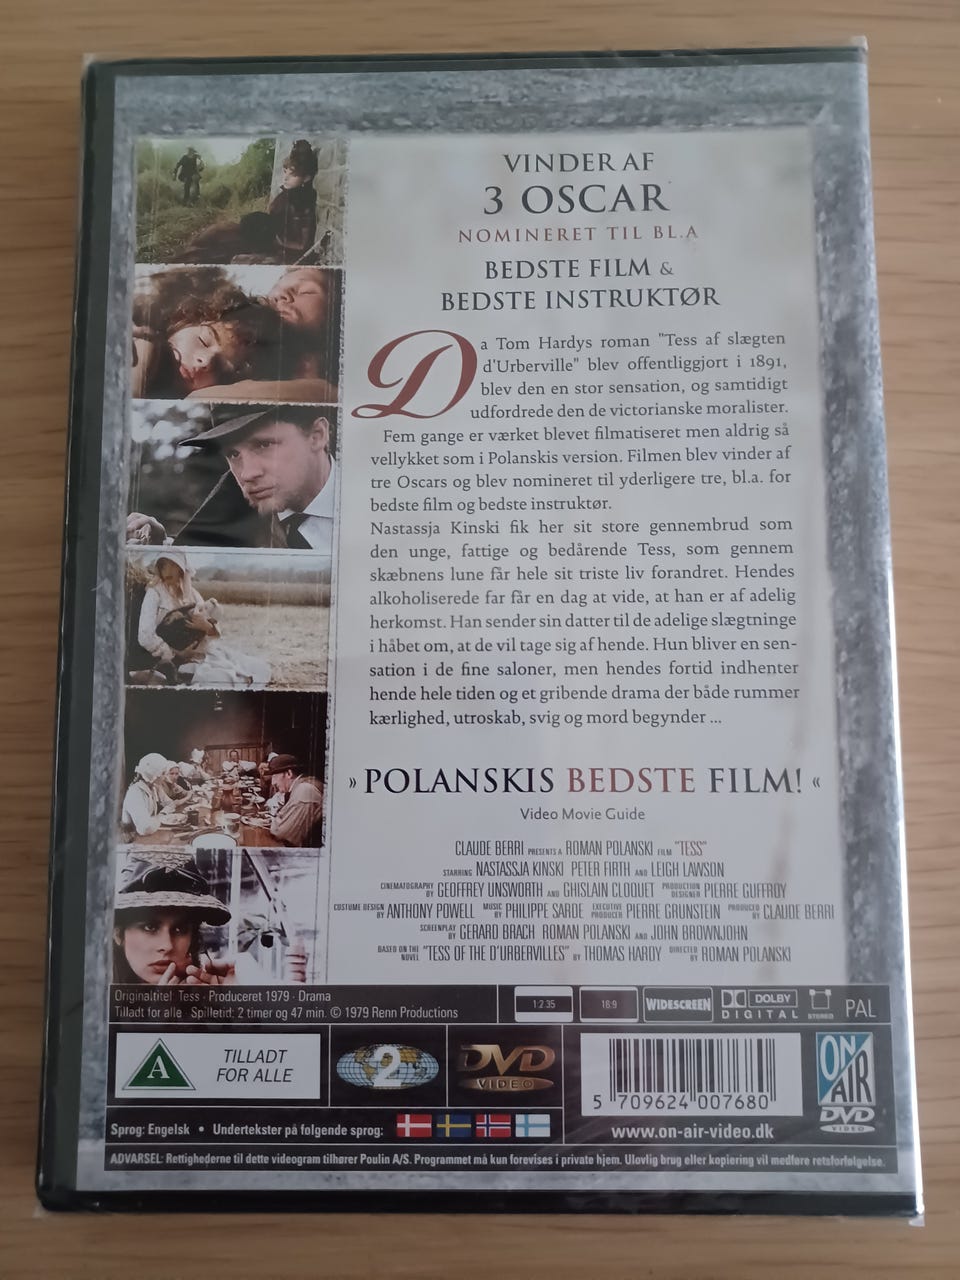 VINDER AF
3 OSCAR
NOMINERET TIL BL.A
BEDSTE FILM &
BEDSTE INSTRUKTØR
Da Tom Hardys roman "Tess af slægten
d'Urberville" blev offentliggjort i 1891,
blev den en stor sensation, og samtidigt
udfordrede den de victorianske moralister.
Fem gange er værket blevet filmatiseret men aldrig så
vellykket som i Polanskis version. Filmen blev vinder af
tre Oscars og blev nomineret til yderligere tre, bl.a. for
bedste film og bedste instruktør.
Nastassja Kinski fik her sit store gennembrud som
den unge, fattige og bedårende Tess, som gennem
skæbnens lune får hele sit triste liv forandret. Hendes
alkoholiserede far får en dag at vide, at han er af adelig
herkomst. Han sender sin datter til de adelige slægtninge
i håbet om, at de vil tage sig af hende. Hun bliver en sen-
sation i de fine saloner, men hendes fortid indhenter
hende hele tiden og et gribende drama der både rummer
kærlighed, utroskab, svig og mord begynder ...
» POLANSKIS BEDSTE FILM! «
Video Movie Guide
CLAUDE BERRI PRESENTS A ROMAN POLANSKI FILM "TESS"
STARRING NASTASSJA KINSKI PETER FIRTH AND LEIGH LAWSON
CINEMATOGRAPHY BY GEOFFREY UNSWORTH AND GHISLAIN CLOQUET PRODUCTION DESIGNER PIERRE GUFFROY
COSTUME DESIGN BY ANTHONY POWELL MUSIC BY PHILIPPE SARDE EXECUTIVE PRODUCER PIERRE GRUNSTEIN PRODUCED BY CLAUDE BERRI
SCREENPLAY BY GERARD BRACH ROMAN POLANSKI AND JOHN BROWNJOHN
BASED ON THE NOVEL "TESS OF THE D'URBERVILLES" BY THOMAS HARDY DIRECTED BY ROMAN POLANSKI
Originaltitel Tess · Produceret 1979 · Drama
Tilladt for alle · Spilletid: 2 timer og 47 min. © 1979 Renn Productions
1:2.35
16:9
WIDESCREEN
DOLBY
DIGITAL
STEREO
PAL
A
TILLADT
FOR ALLE
2
DVD
VIDEO
5 709624 007680
ON
AIR
DVD
VIDEO
Sprog: Engelsk • Undertekster på følgende sprog:
www.on-air-video.dk
ADVARSEL: Rettighederne til dette videogram tilhører Poulin A/S. Programmet må kun forevises i private hjem. Ulovlig brug eller kopiering vil medføre retsforfølgelse.